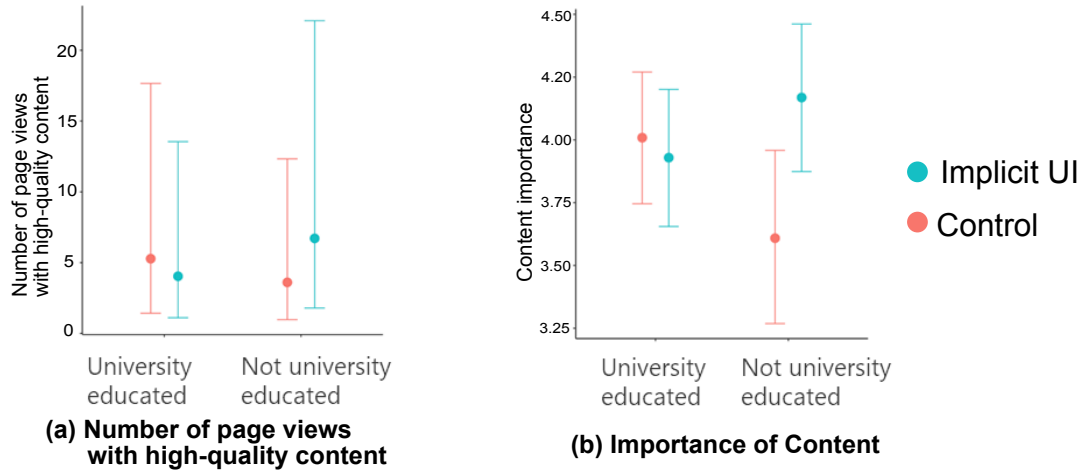 Number of page views
with high-quality content
20
15
10
5
0
University
educated
Not university
educated
(a) Number of page views
with high-quality content
Content importance
4.50
4.20
4.00
3.75
3.50
3.25
University
educated
Not university
educated
(b) Importance of Content
Implicit UI
Control